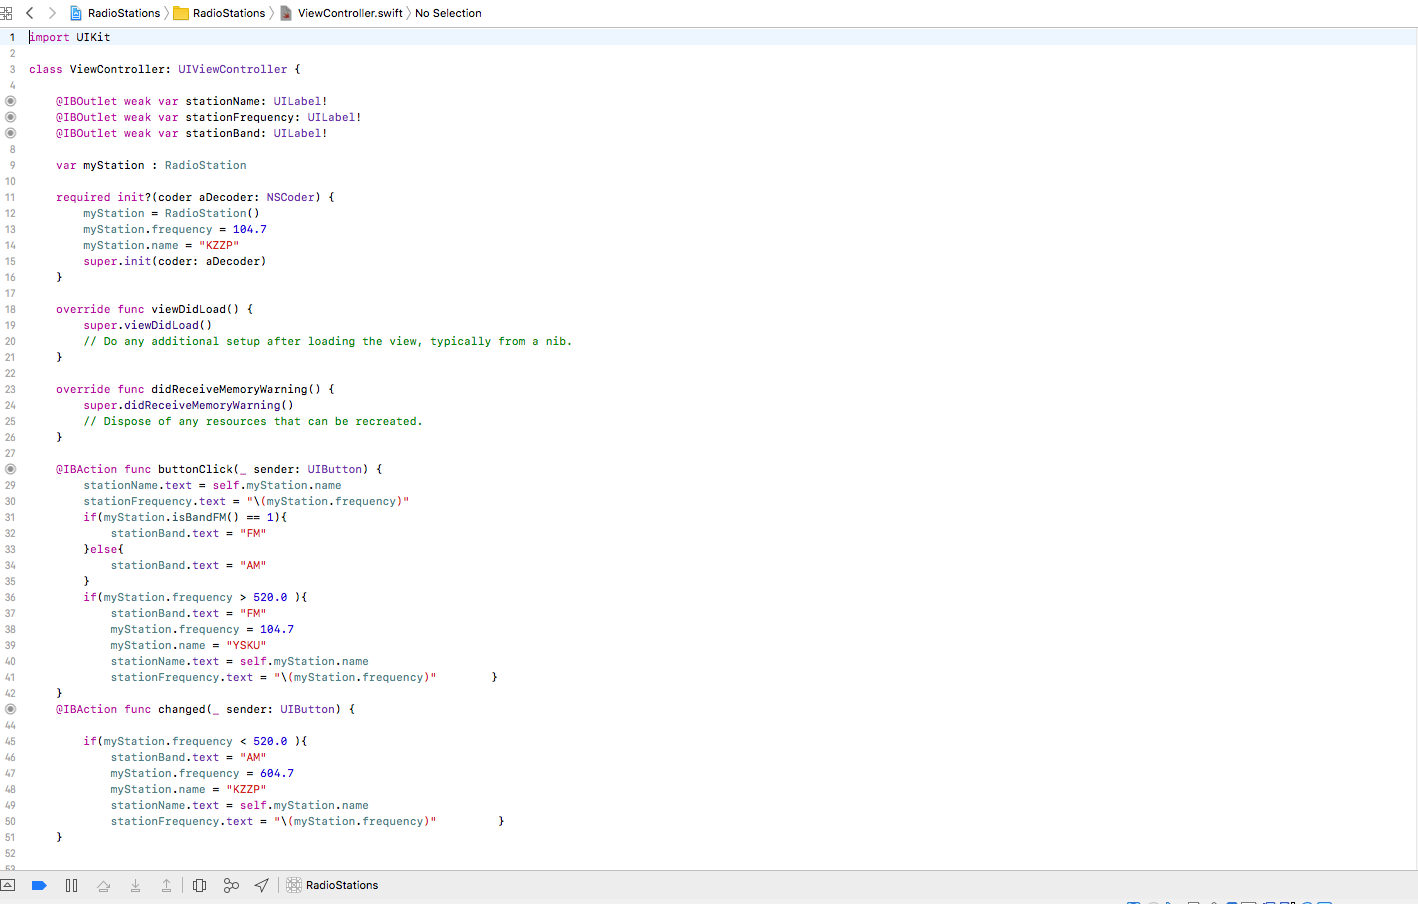 RadioStations RadioStations ViewController.swift No Selection
1 import UIKit
2
3 class ViewController: UIViewController {
4
@IBOutlet weak var stationName: UILabel!
@IBOutlet weak var stationFrequency: UILabel!
@IBOutlet weak var stationBand: UILabel!
8
9 var myStation : RadioStation
10
11 required init?(coder aDecoder: NSCoder) {
12 myStation = RadioStation()
13 myStation.frequency = 104.7
14 myStation.name = "KZZP"
15 super.init(coder: aDecoder)
16 }
17
18 override func viewDidLoad() {
19 super.viewDidLoad()
20 // Do any additional setup after loading the view, typically from a nib.
21 }
22
23 override func didReceiveMemoryWarning() {
24 super.didReceiveMemoryWarning()
25 // Dispose of any resources that can be recreated.
26 }
27
@IBAction func buttonClick(_ sender: UIButton) {
29 stationName.text = self.myStation.name
30 stationFrequency.text = "\(myStation.frequency)"
31 if(myStation.isBandFM() == 1){
32 stationBand.text = "FM"
33 }else{
34 stationBand.text = "AM"
35 }
36 if(myStation.frequency > 520.0 ){
37 stationBand.text = "FM"
38 myStation.frequency = 104.7
39 myStation.name = "YSKU"
40 stationName.text = self.myStation.name
41 stationFrequency.text = "\(myStation.frequency)" }
42 }
@IBAction func changed(_ sender: UIButton) {
44
45 if(myStation.frequency < 520.0 ){
46 stationBand.text = "AM"
47 myStation.frequency = 604.7
48 myStation.name = "KZZP"
49 stationName.text = self.myStation.name
50 stationFrequency.text = "\(myStation.frequency)" }
51 }
52
53
RadioStations